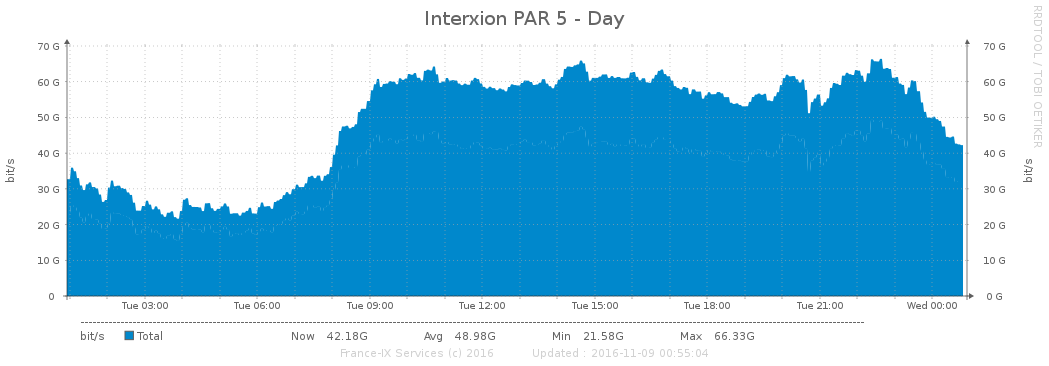 Interxion PAR 5 - Day
RRDTOOL / TOBI OETIKER
70 G 70 G
60 G 60 G
50 G 50 G
40 G 40 G
30 G 30 G
20 G 20 G
10 G 10 G
0 0 G
bit/s bit/s
Tue 03:00 Tue 06:00 Tue 09:00 Tue 12:00 Tue 15:00 Tue 18:00 Tue 21:00 Wed 00:00
bit/s Total Now 42.18G Avg 48.98G Min 21.58G Max 66.33G
France-IX Services (c) 2016 Updated : 2016-11-09 00:55:04